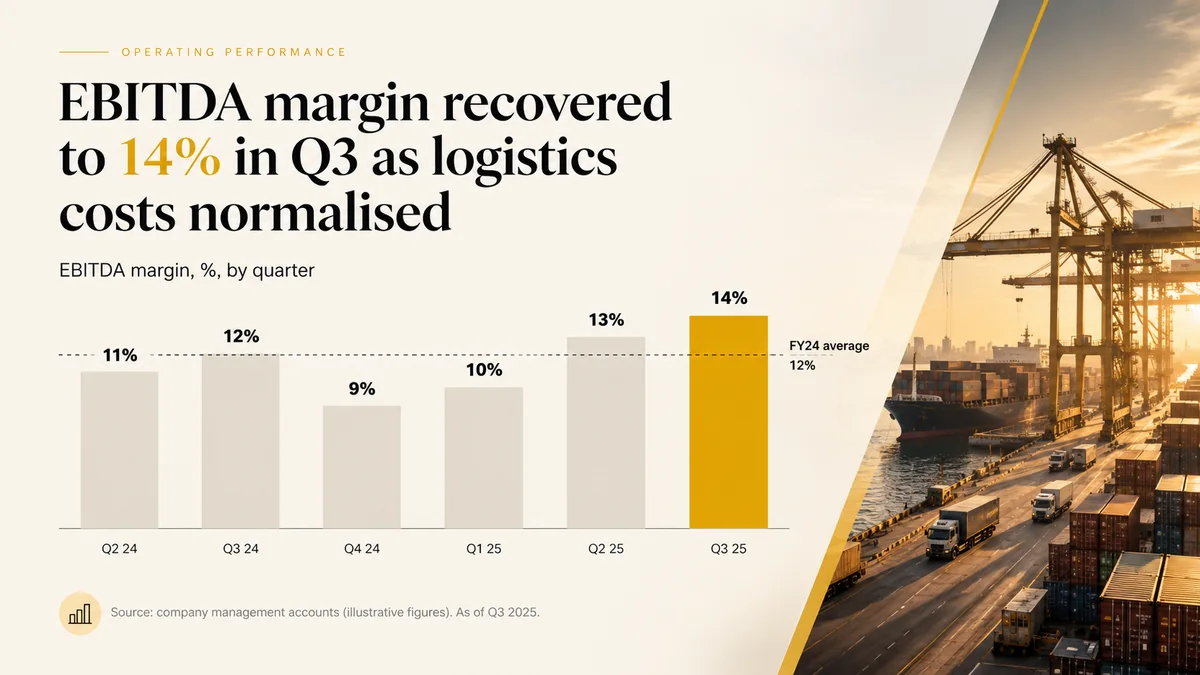 OPERATING PERFORMANCE
EBITDA margin recovered
to 14% in Q3 as logistics
costs normalised
EBITDA margin, %, by quarter
11%
12%
9%
10%
13%
14%
FY24 average
12%
Q2 24
Q3 24
Q4 24
Q1 25
Q2 25
Q3 25
Source: company management accounts (illustrative figures). As of Q3 2025.